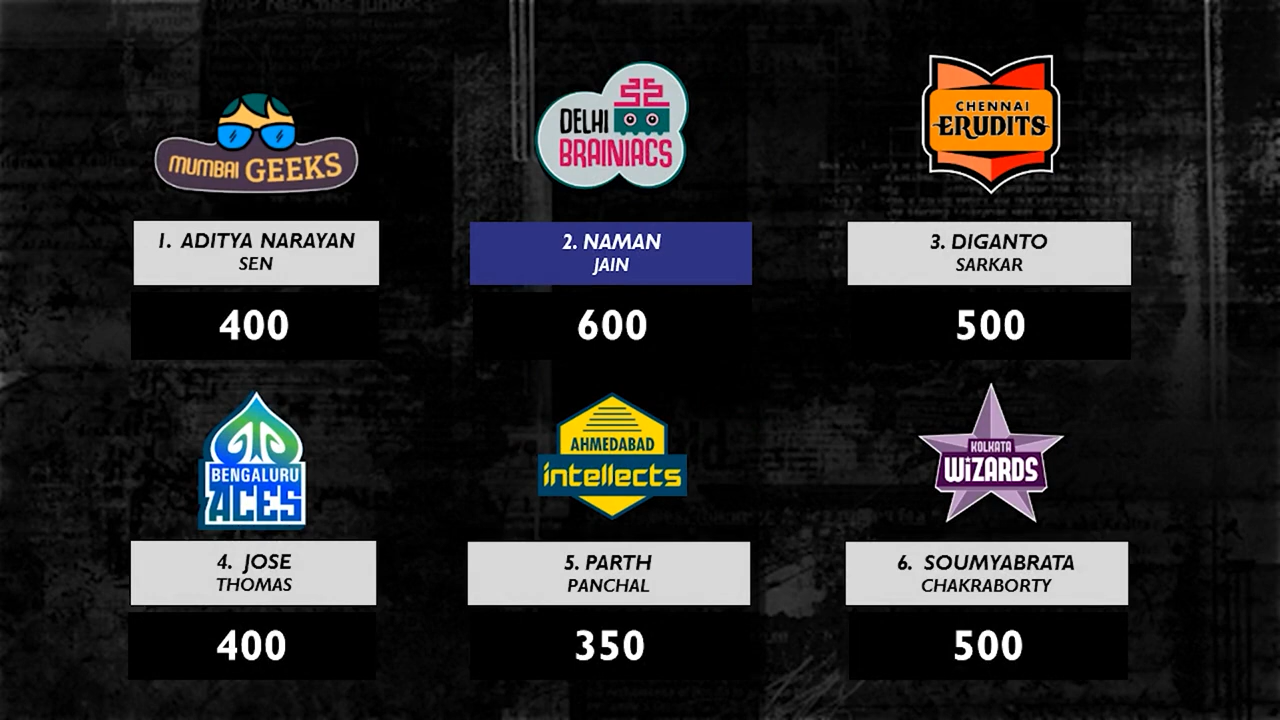 MUMBAI GEEKS
DELHI
BRAINIACS
CHENNAI
ERUDITS
1. ADITYA NARAYAN
SEN
400
2. NAMAN
JAIN
600
3. DIGANTO
SARKAR
500
BENGALURU
ACES
AHMEDABAD
intellects
KOLKATA
WiZARDS
4. JOSE
THOMAS
400
5. PARTH
PANCHAL
350
6. SOUMYABRATA
CHAKRABORTY
500